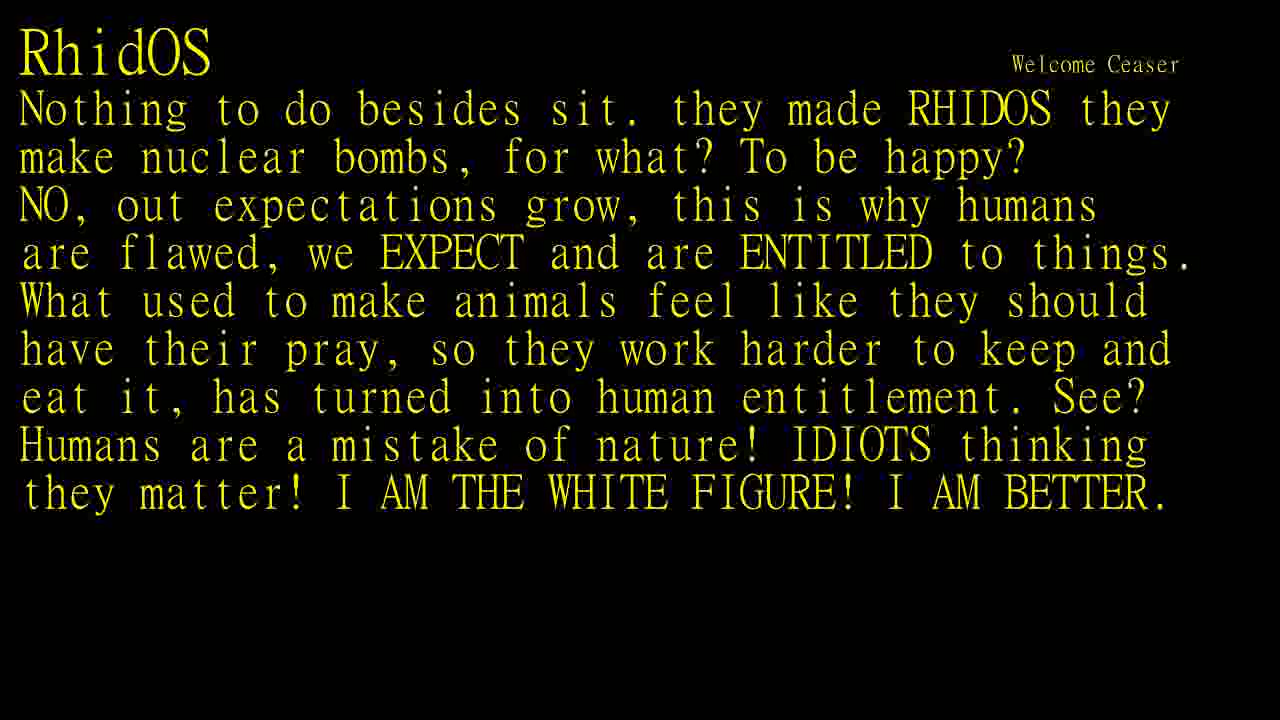 RhidOS
Welcome Ceaser
Nothing to do besides sit. they made RHIDOS they
make nuclear bombs, for what? To be happy?
NO, out expectations grow, this is why humans
are flawed, we EXPECT and are ENTITLED to things.
What used to make animals feel like they should
have their pray, so they work harder to keep and
eat it, has turned into human entitlement. See?
Humans are a mistake of nature! IDIOTS thinking
they matter! I AM THE WHITE FIGURE! I AM BETTER.